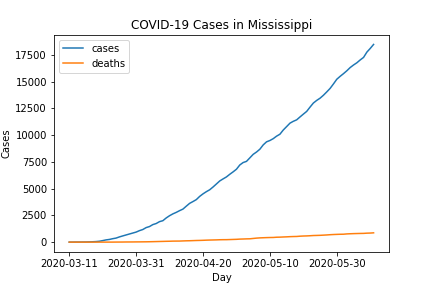 COVID-19 Cases in Mississippi
cases
deaths
17500
15000
12500
10000
7500
5000
2500
0
Cases
2020-03-11 2020-03-31 2020-04-20 2020-05-10 2020-05-30
Day